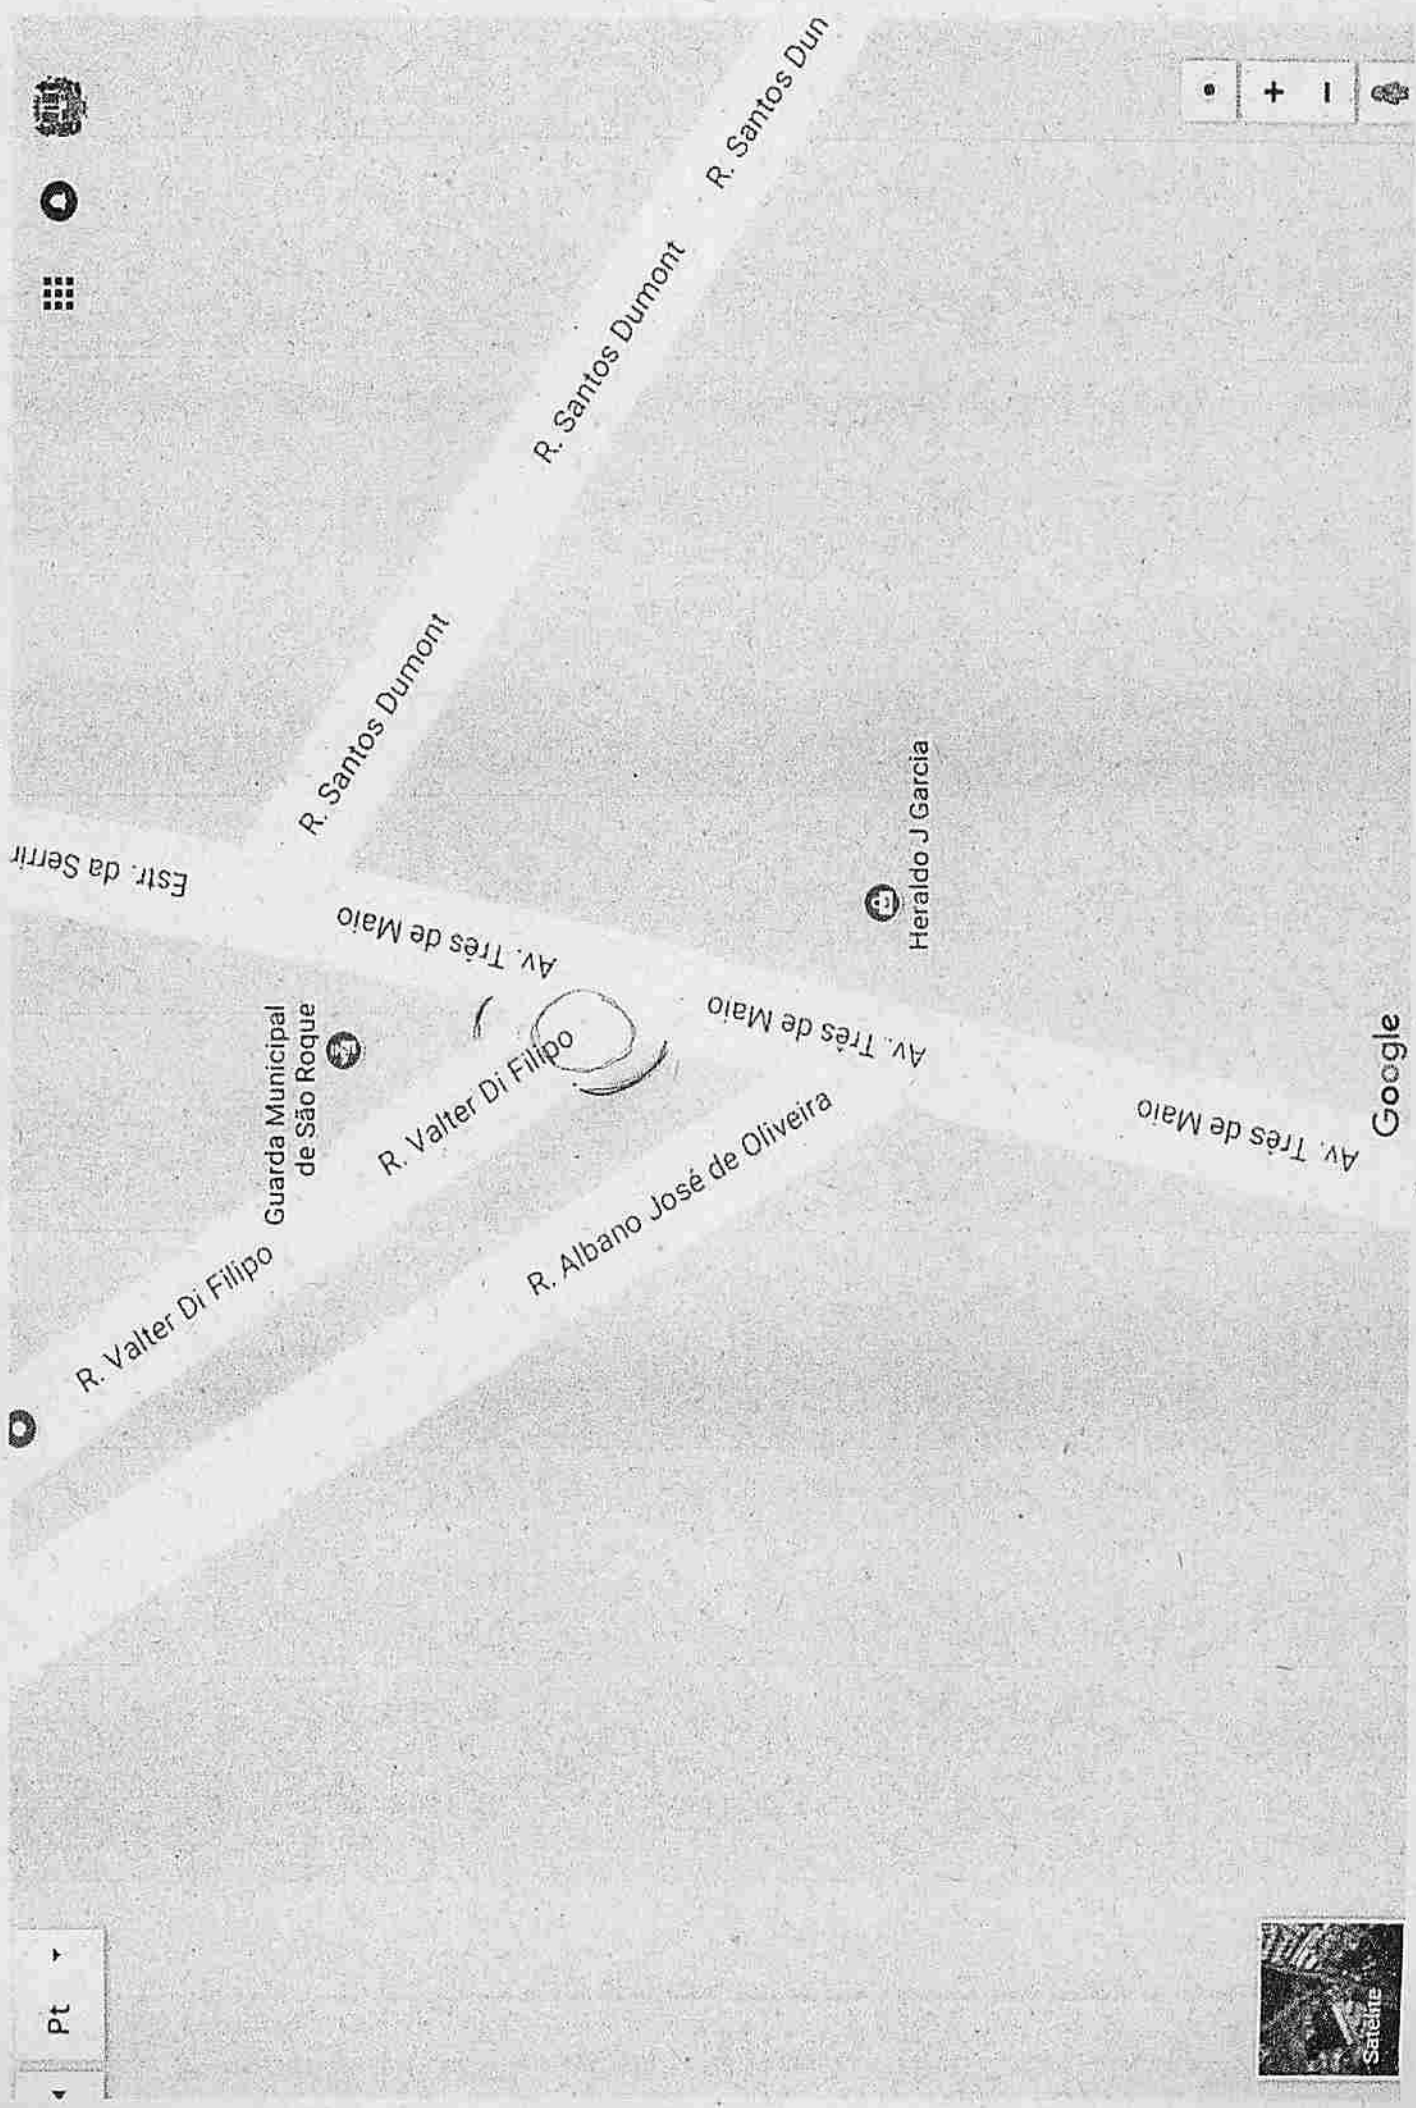 Pt
Estr. da Serrir
R. Valter Di Filipo
Guarda Municipal
de São Roque
R. Santos Dumont
Av. Três de Maio
R. Valter Di Filipo
R. Santos Dumont
R. Albano José de Oliveira
Av. Três de Maio
R. Santos Dun
Heraldo J Garcia
Av. Três de Maio
Satélite
Google